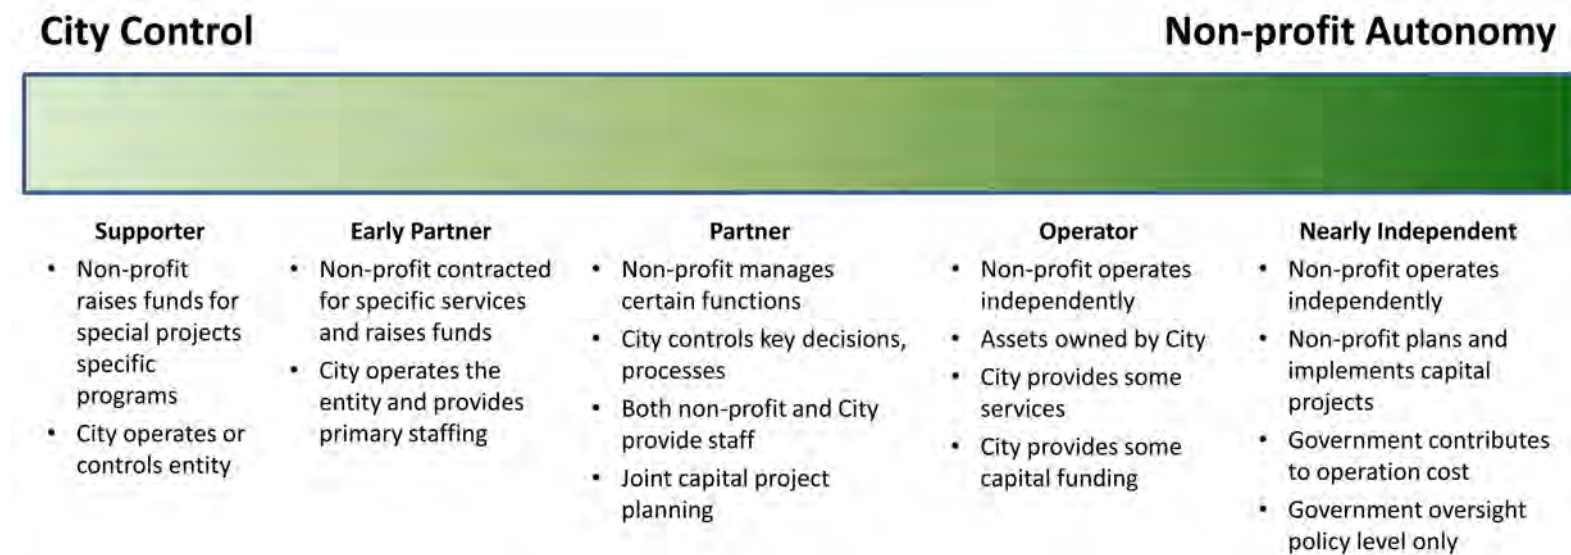 City Control
Non-profit Autonomy
Supporter
• Non-profit
raises funds for
special projects
specific
programs
• City operates or
controls entity
Early Partner
• Non-profit contracted
for specific services
and raises funds
• City operates the
entity and provides
primary staffing
Partner
• Non-profit manages
certain functions
• City controls key decisions,
processes
• Both non-profit and City
provide staff
• Joint capital project
planning
Operator
• Non-profit operates
independently
• Assets owned by City
• City provides some
services
• City provides some
capital funding
Nearly Independent
• Non-profit operates
independently
• Non-profit plans and
implements capital
projects
• Government contributes
to operation cost
• Government oversight
policy level only